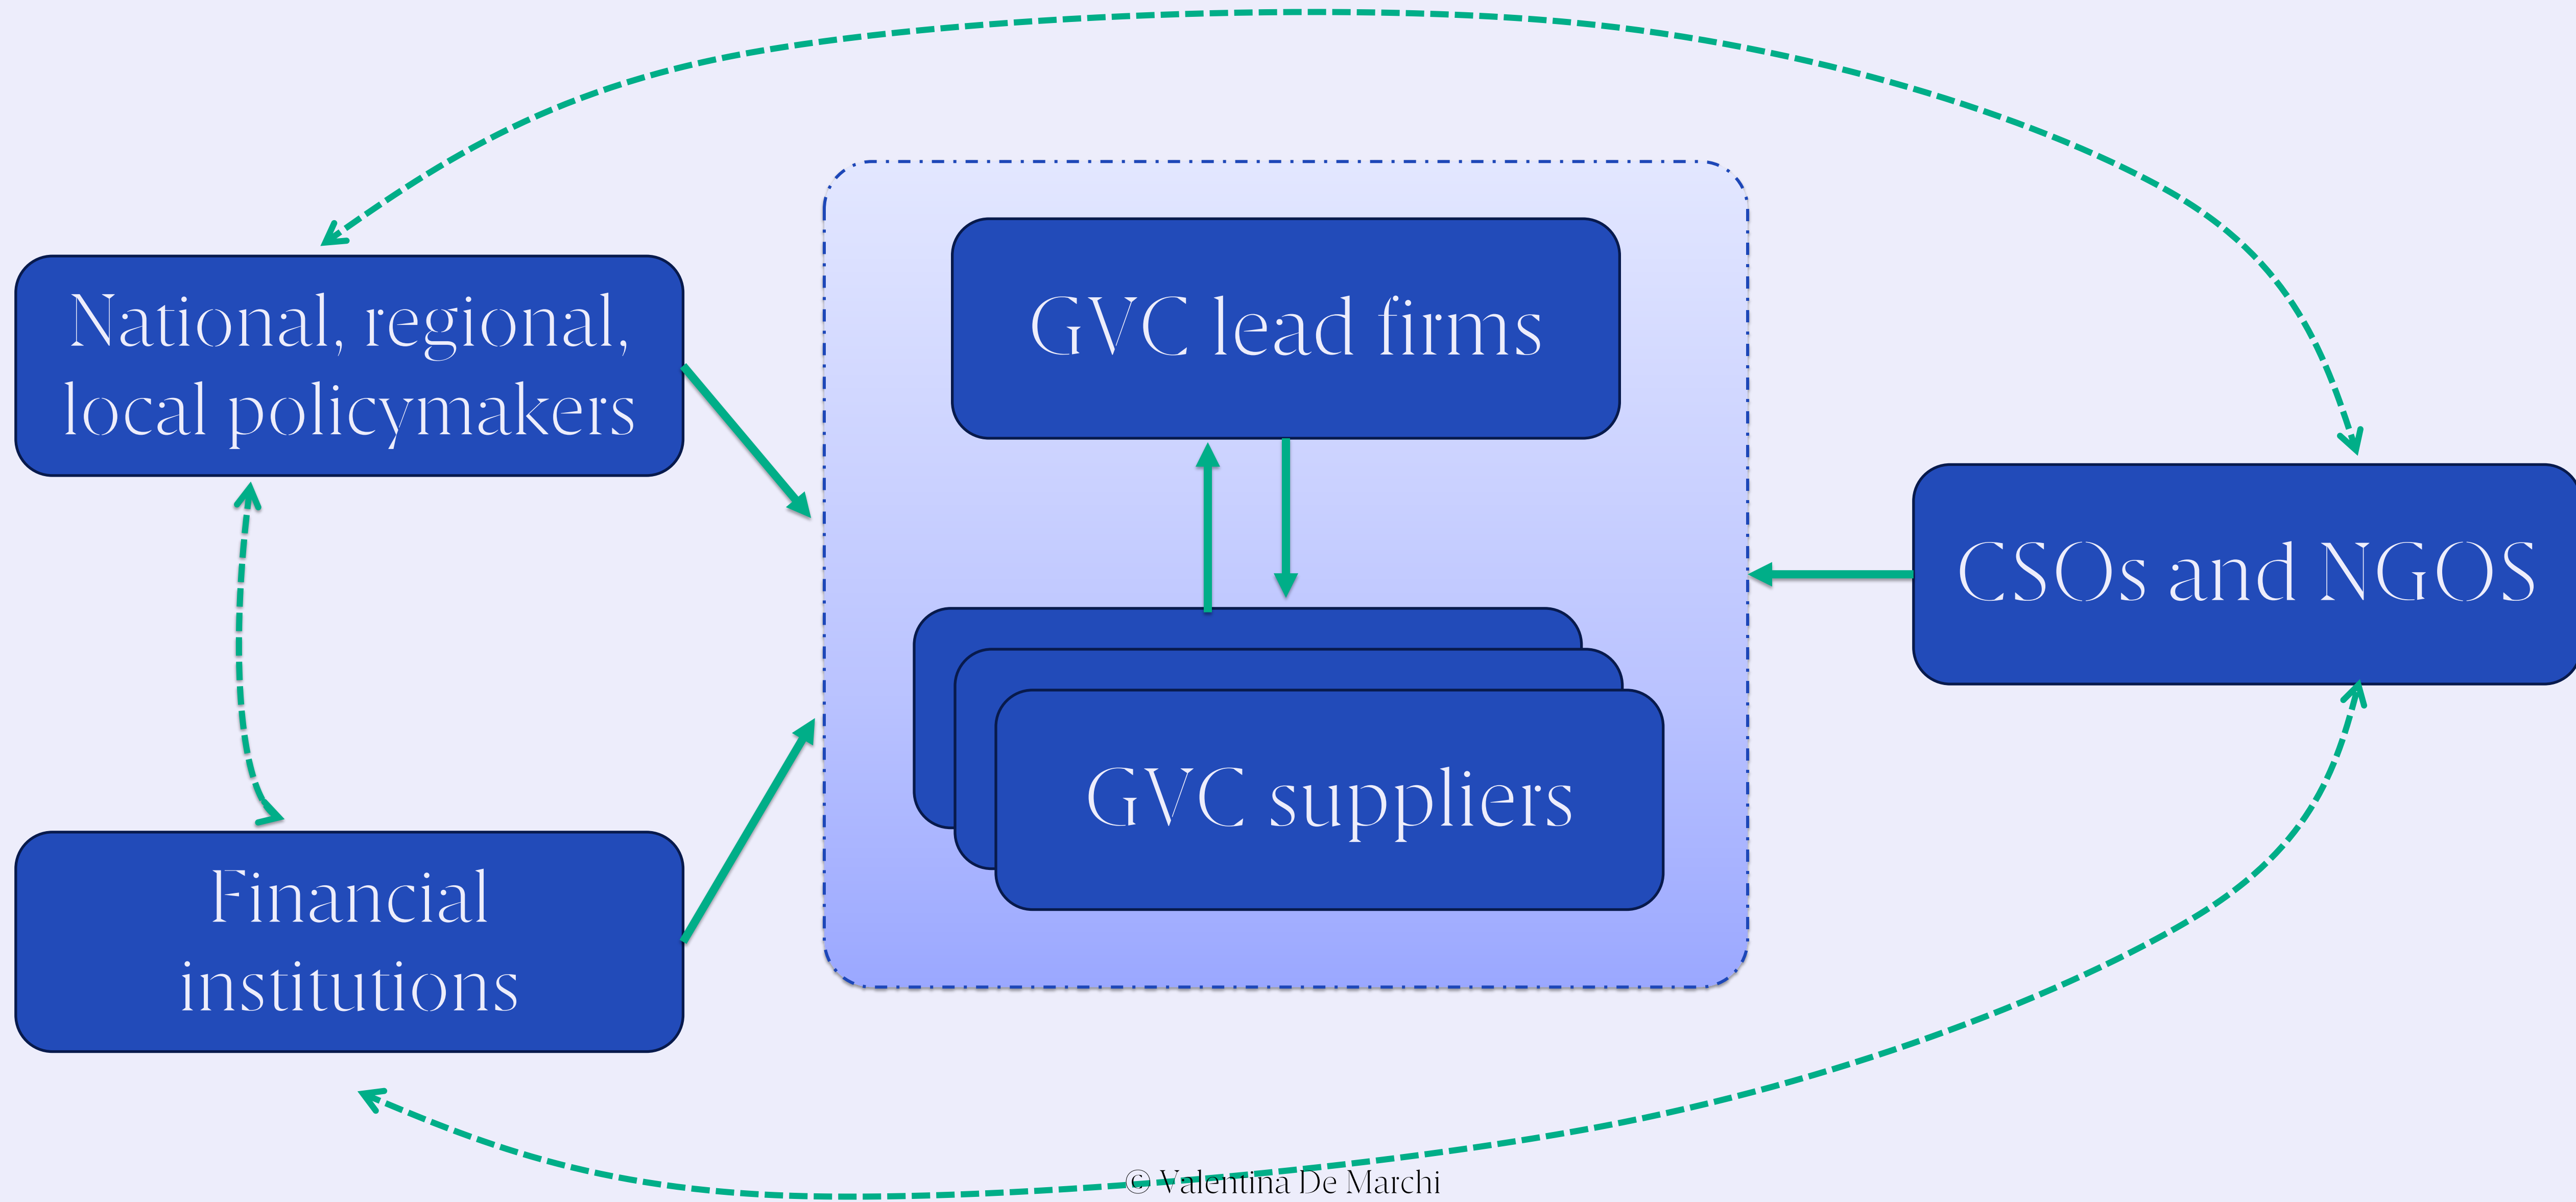 National, regional,
local policymakers
GVC lead firms
CSOs and NGOS
GVC suppliers
Financial
institutions
© Valentina De Marchi